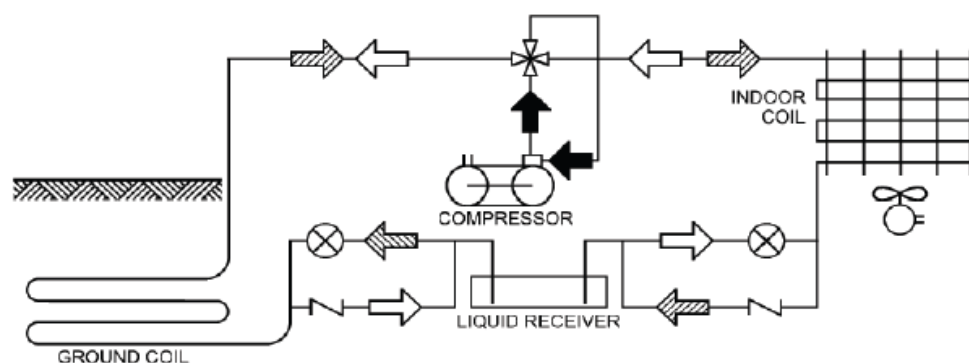 INDOOR
COIL
COMPRESSOR
LIQUID RECEIVER
GROUND COIL